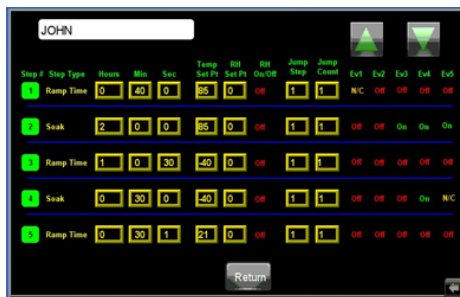 JOHN
Temp RH RH Jump Jump
Step # Step Type Hours Min Sec Set Pt Set Pt On/Off Step Count Ev1 Ev2 Ev3 Ev4 Ev5
1 Ramp Time 0 40 0 85 0 Off 1 1 N/C Off Off Off Off
2 Soak 2 0 0 85 0 Off 1 1 Off Off On On On
3 Ramp Time 1 0 30 -40 0 Off 1 1 Off Off Off Off Off
4 Soak 0 30 0 -40 0 Off 1 1 Off Off Off On N/C
5 Ramp Time 0 30 1 21 0 Off 1 1 Off Off Off Off Off
Return